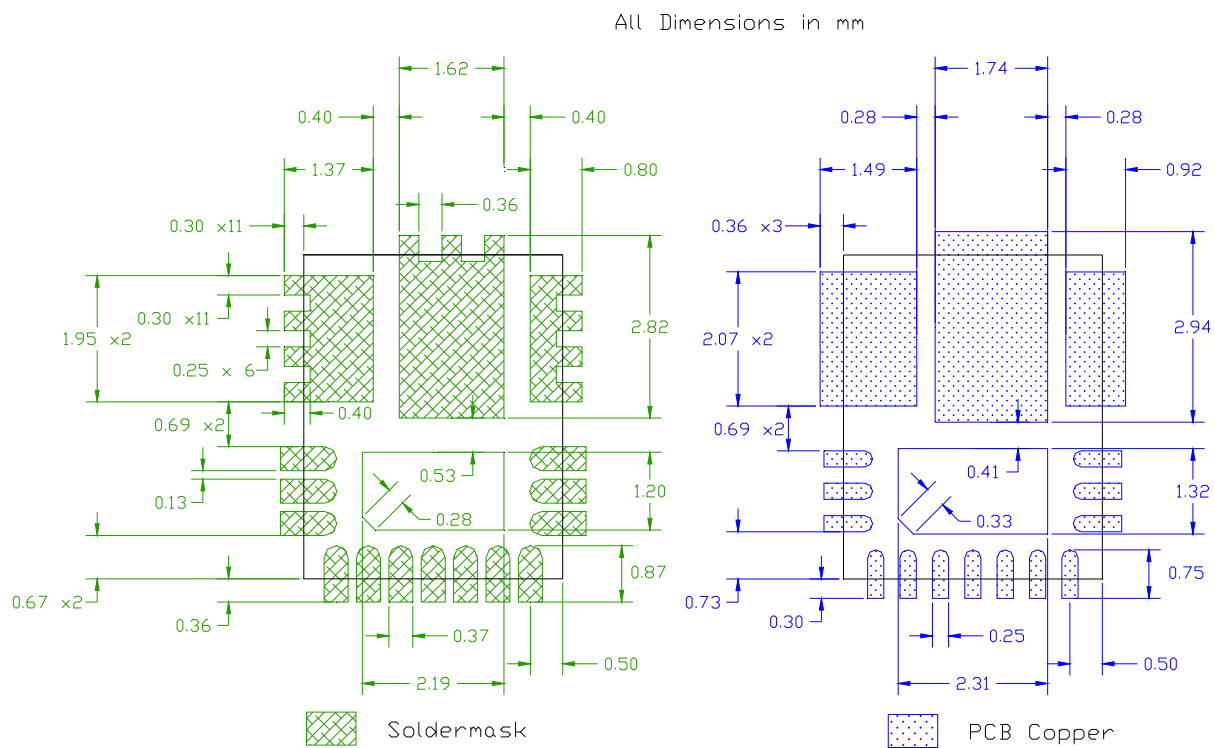 All Dimensions in mm
1.62
1.74
0.40
0.40
0.28
0.28
1.37
0.80
1.49
0.92
0.36
0.30 x11
0.36 x3
0.30 x11
1.95 x2
2.82
2.07 x2
2.94
0.25 x 6
0.40
0.69 x2
0.69 x2
0.53
0.41
0.13
1.20
1.32
0.28
0.33
0.87
0.75
0.67 x2
0.73
0.36
0.30
0.37
0.25
0.50
0.50
2.19
2.31
Soldermask
PCB Copper